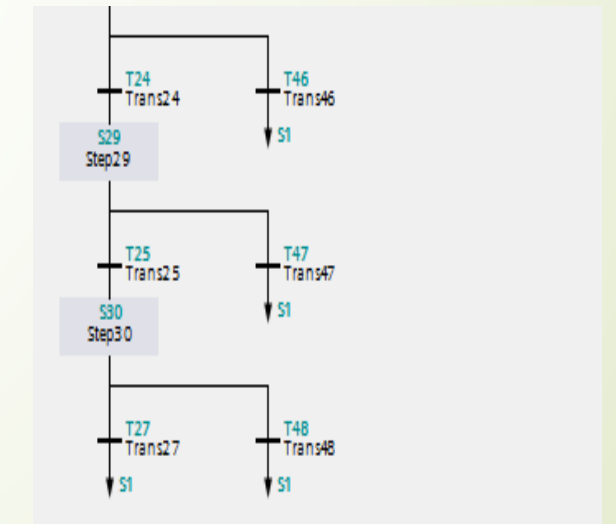 T24
Trans24
T46
Trans46
S1
S29
Step29
T25
Trans25
T47
Trans47
S1
S30
Step30
T27
Trans27
S1
T48
Trans48
S1